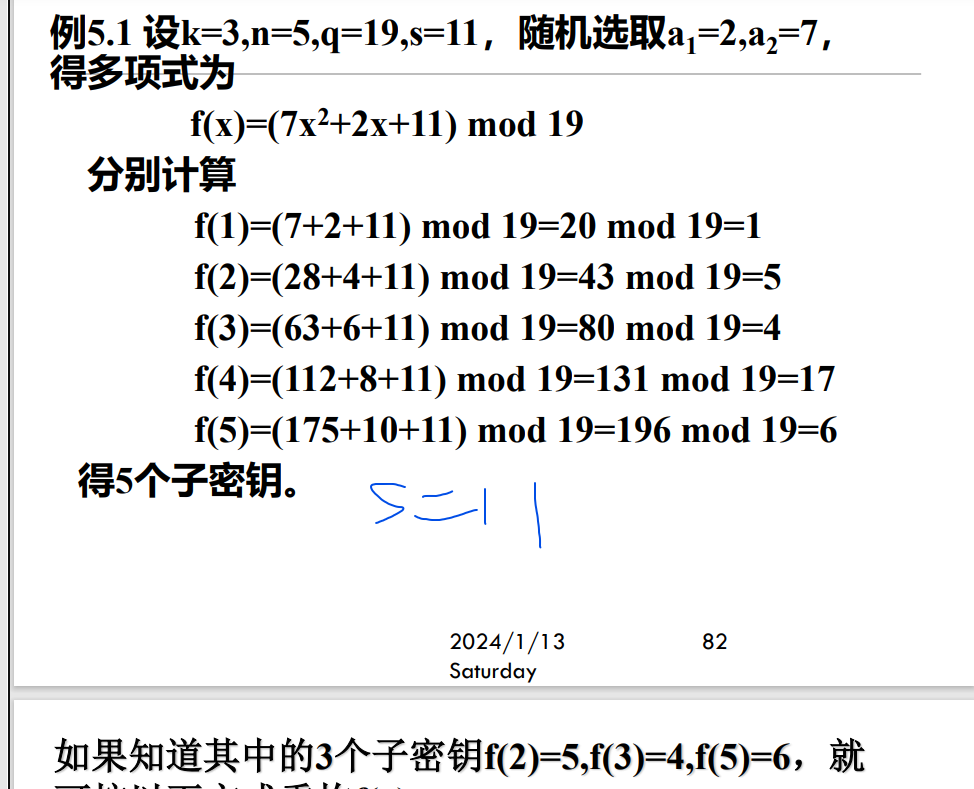 例5.1 设k=3,n=5,q=19,s=11，随机选取a₁=2,a₂=7，
得多项式为
f(x)=(7x²+2x+11) mod 19
分别计算
f(1)=(7+2+11) mod 19=20 mod 19=1
f(2)=(28+4+11) mod 19=43 mod 19=5
f(3)=(63+6+11) mod 19=80 mod 19=4
f(4)=(112+8+11) mod 19=131 mod 19=17
f(5)=(175+10+11) mod 19=196 mod 19=6
得5个子密钥。
s=11
2024/1/13 82
Saturday
如果知道其中的3个子密钥f(2)=5,f(3)=4,f(5)=6，就